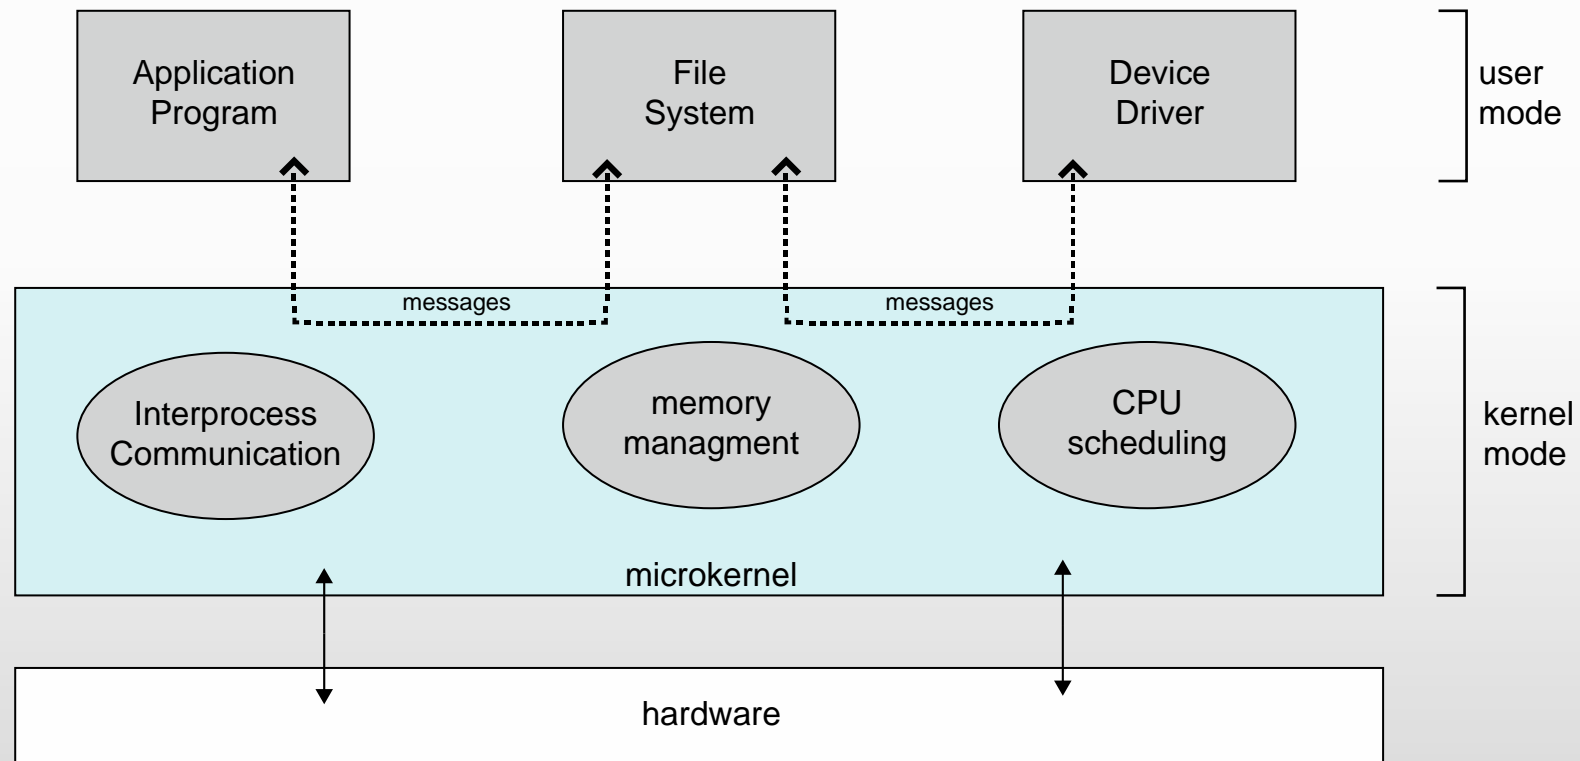 Application
Program
File
System
Device
Driver
user
mode
messages
messages
Interprocess
Communication
memory
managment
CPU
scheduling
kernel
mode
microkernel
hardware